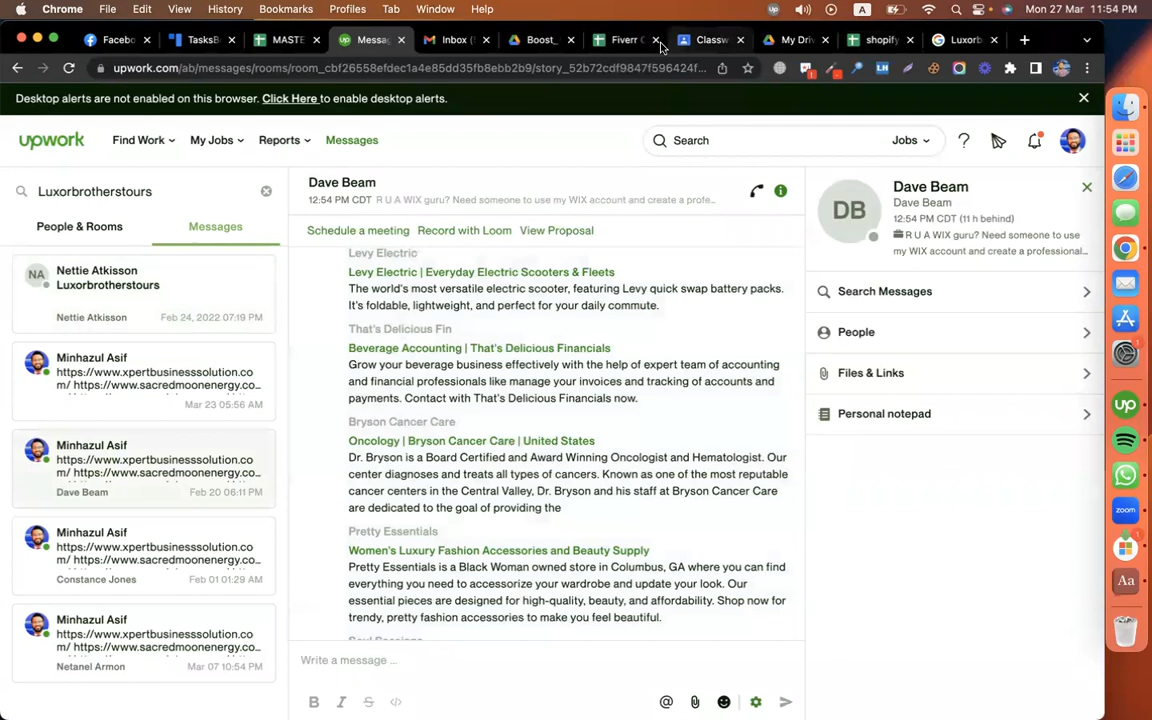 Chrome File Edit View History Bookmarks Profiles Tab Window Help
A Mon 27 Mar 11:54 PM
Facebo TasksB MASTE Messag Inbox ( Boost_ Fiverr C Classw My Driv shopify Luxorb
upwork.com/ab/messages/rooms/room_cbf26558efdec1a4e85dd35fb8ebb2b9/story_52b72cdf9847f596424f...
Desktop alerts are not enabled on this browser. Click Here to enable desktop alerts.
upwork Find Work My Jobs Reports Messages Search Jobs
Luxorbrotherstours
People & Rooms Messages
NA
Nettie Atkisson
Luxorbrotherstours
Nettie Atkisson Feb 24, 2022 07:19 PM
Minhazul Asif
https://www.xpertbusinesssolution.co
m/ https://www.sacredmoonenergy.co...
Mar 23 05:56 AM
Minhazul Asif
https://www.xpertbusinesssolution.co
m/ https://www.sacredmoonenergy.co...
Dave Beam Feb 20 06:11 PM
Minhazul Asif
https://www.xpertbusinesssolution.co
m/ https://www.sacredmoonenergy.co...
Constance Jones Feb 01 01:29 AM
Minhazul Asif
https://www.xpertbusinesssolution.co
m/ https://www.sacredmoonenergy.co...
Netanel Armon Mar 07 10:54 PM
Dave Beam
12:54 PM CDT R U A WIX guru? Need someone to use my WIX account and create a profe...
Schedule a meeting Record with Loom View Proposal
Levy Electric
Levy Electric | Everyday Electric Scooters & Fleets
The world's most versatile electric scooter, featuring Levy quick swap battery packs.
It's foldable, lightweight, and perfect for your daily commute.
That's Delicious Fin
Beverage Accounting | That's Delicious Financials
Grow your beverage business effectively with the help of expert team of accounting
and financial professionals like manage your invoices and tracking of accounts and
payments. Contact with That's Delicious Financials now.
Bryson Cancer Care
Oncology | Bryson Cancer Care | United States
Dr. Bryson is a Board Certified and Award Winning Oncologist and Hematologist. Our
center diagnoses and treats all types of cancers. Known as one of the most reputable
cancer centers in the Central Valley, Dr. Bryson and his staff at Bryson Cancer Care
are dedicated to the goal of providing the
Pretty Essentials
Women's Luxury Fashion Accessories and Beauty Supply
Pretty Essentials is a Black Woman owned store in Columbus, GA where you can find
everything you need to accessorize your wardrobe and update your look. Our
essential pieces are designed for high-quality, beauty, and affordability. Shop now for
trendy, pretty fashion accessories to make you feel beautiful.
Write a message ...
DB
Dave Beam
Dave Beam
12:54 PM CDT (11 h behind)
R U A WIX guru? Need someone to use
my WIX account and create a professional...
Search Messages
People
Files & Links
Personal notepad
up
zoom
Aa